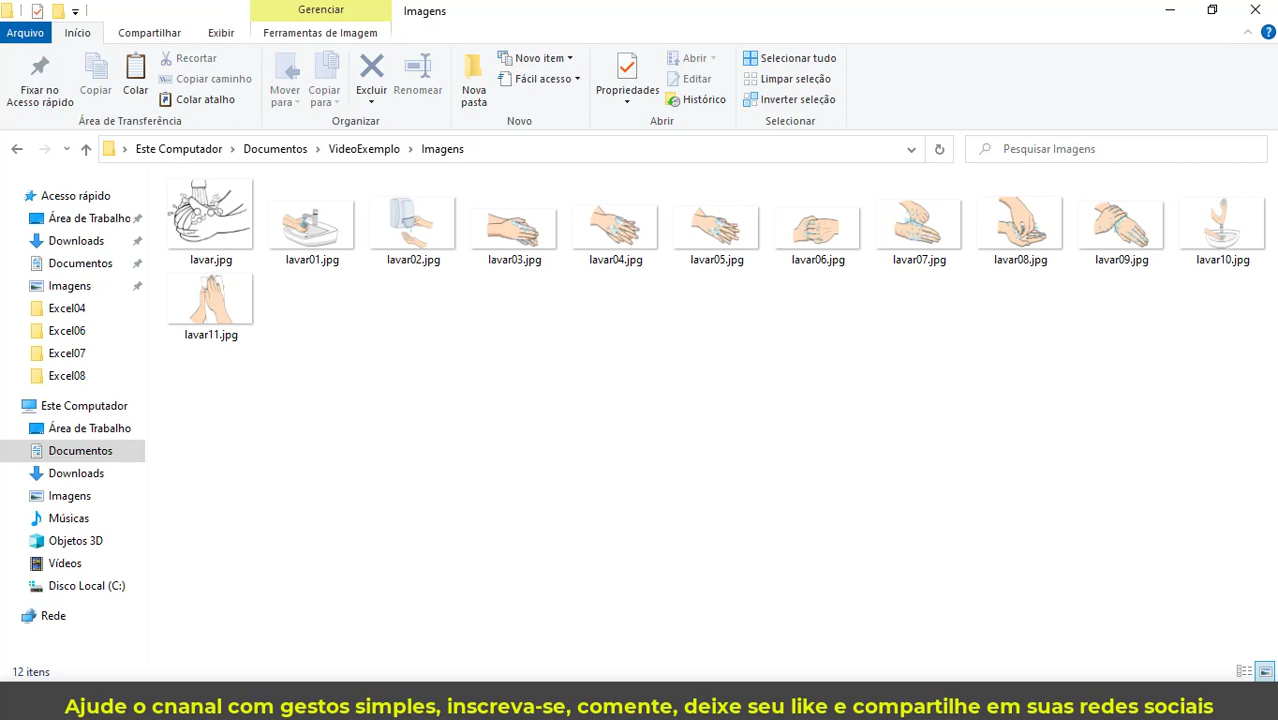 Gerenciar
Imagens
Arquivo
Início
Compartilhar
Exibir
Ferramentas de Imagem
Fixar no Acesso rápido
Copiar
Colar
Recortar
Copiar caminho
Colar atalho
Área de Transferência
Mover para
Copiar para
Excluir
Renomear
Organizar
Nova pasta
Novo item
Fácil acesso
Novo
Propriedades
Abrir
Editar
Histórico
Abrir
Selecionar tudo
Limpar seleção
Inverter seleção
Selecionar
Este Computador > Documentos > VideoExemplo > Imagens
Pesquisar Imagens
Acesso rápido
Área de Trabalho
Downloads
Documentos
Imagens
Excel04
Excel06
Excel07
Excel08
Este Computador
Área de Trabalho
Documentos
Downloads
Imagens
Músicas
Objetos 3D
Vídeos
Disco Local (C:)
Rede
lavar.jpg
lavar01.jpg
lavar02.jpg
lavar03.jpg
lavar04.jpg
lavar05.jpg
lavar06.jpg
lavar07.jpg
lavar08.jpg
lavar09.jpg
lavar10.jpg
lavar11.jpg
12 itens
Ajude o cnanal com gestos simples, inscreva-se, comente, deixe seu like e compartilhe em suas redes sociais